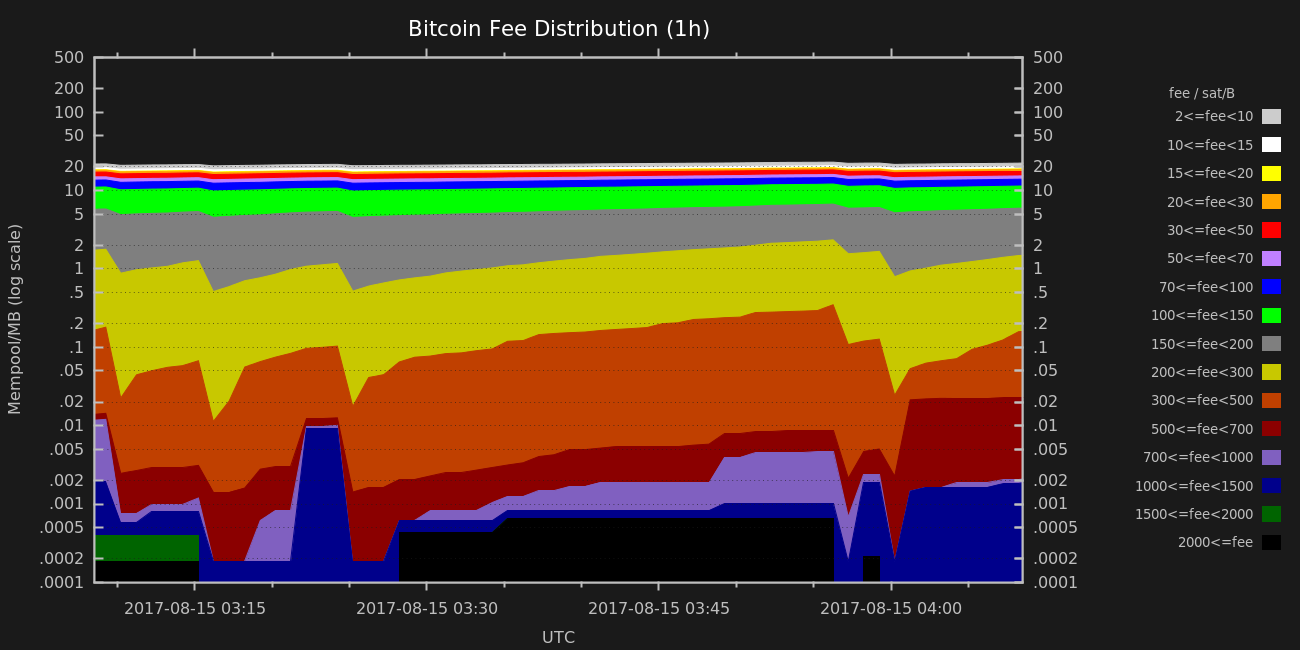 Bitcoin Fee Distribution (1h)
500
200
100
50
20
10
5
2
1
.5
.2
.1
.05
.02
.01
.005
.002
.001
.0005
.0002
.0001
Mempool/MB (log scale)
500
200
100
50
20
10
5
2
1
.5
.2
.1
.05
.02
.01
.005
.002
.001
.0005
.0002
.0001
2017-08-15 03:15
2017-08-15 03:30
2017-08-15 03:45
2017-08-15 04:00
UTC
fee / sat/B
2<=fee<10
10<=fee<15
15<=fee<20
20<=fee<30
30<=fee<50
50<=fee<70
70<=fee<100
100<=fee<150
150<=fee<200
200<=fee<300
300<=fee<500
500<=fee<700
700<=fee<1000
1000<=fee<1500
1500<=fee<2000
2000<=fee